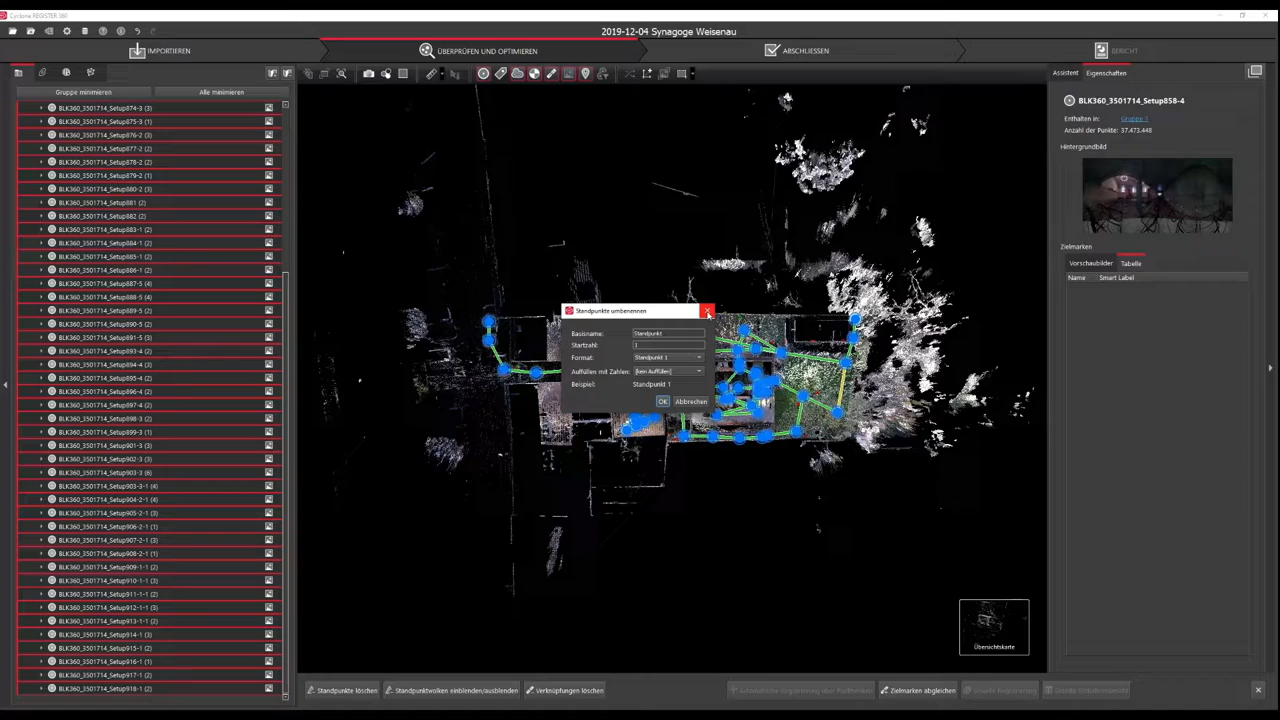 Cyclone REGISTER 360
2019-12-04 Synagoge Weisenau
IMPORTIEREN
ÜBERPRÜFEN UND OPTIMIEREN
ABSCHLIESSEN
BERICHT
Gruppe minimieren
Alle minimieren
BLK360_3501714_Setup874-3 (3)
BLK360_3501714_Setup875-3 (1)
BLK360_3501714_Setup876-2 (3)
BLK360_3501714_Setup877-2 (2)
BLK360_3501714_Setup878-2 (2)
BLK360_3501714_Setup879-2 (1)
BLK360_3501714_Setup880-2 (3)
BLK360_3501714_Setup881 (2)
BLK360_3501714_Setup882 (2)
BLK360_3501714_Setup883-1 (2)
BLK360_3501714_Setup884-1 (2)
BLK360_3501714_Setup885-1 (2)
BLK360_3501714_Setup886-1 (2)
BLK360_3501714_Setup887-5 (4)
BLK360_3501714_Setup888-5 (4)
BLK360_3501714_Setup889-5 (2)
BLK360_3501714_Setup890-5 (2)
BLK360_3501714_Setup891-5 (3)
BLK360_3501714_Setup893-4 (2)
BLK360_3501714_Setup894-4 (3)
BLK360_3501714_Setup895-4 (2)
BLK360_3501714_Setup896-4 (2)
BLK360_3501714_Setup897-4 (2)
BLK360_3501714_Setup898-3 (2)
BLK360_3501714_Setup899-3 (1)
BLK360_3501714_Setup901-3 (3)
BLK360_3501714_Setup902-3 (3)
BLK360_3501714_Setup903-3 (6)
BLK360_3501714_Setup903-3-1 (4)
BLK360_3501714_Setup904-2-1 (4)
BLK360_3501714_Setup905-2-1 (3)
BLK360_3501714_Setup906-2-1 (1)
BLK360_3501714_Setup907-2-1 (3)
BLK360_3501714_Setup908-2-1 (1)
BLK360_3501714_Setup909-1-1 (2)
BLK360_3501714_Setup910-1-1 (3)
BLK360_3501714_Setup911-1-1 (2)
BLK360_3501714_Setup912-1-1 (3)
BLK360_3501714_Setup913-1-1 (2)
BLK360_3501714_Setup914-1 (3)
BLK360_3501714_Setup915-1 (2)
BLK360_3501714_Setup916-1 (1)
BLK360_3501714_Setup917-1 (2)
BLK360_3501714_Setup918-1 (2)
Standpunkte umbenennen
Basisname: Standpunkt
Startzahl: 1
Format: Standpunkt 1
Auffüllen mit Zahlen: [kein Auffüllen]
Beispiel: Standpunkt 1
OK Abbrechen
Übersichtskarte
Standpunkte löschen
Standpunktwolken einblenden/ausblenden
Verknüpfungen löschen
Zielmarken abgleichen
Assistent Eigenschaften
BLK360_3501714_Setup858-4
Enthalten in: Gruppe 1
Anzahl der Punkte: 37.473.448
Hintergrundbild
Zielmarken
Vorschaubilder Tabelle
Name Smart Label